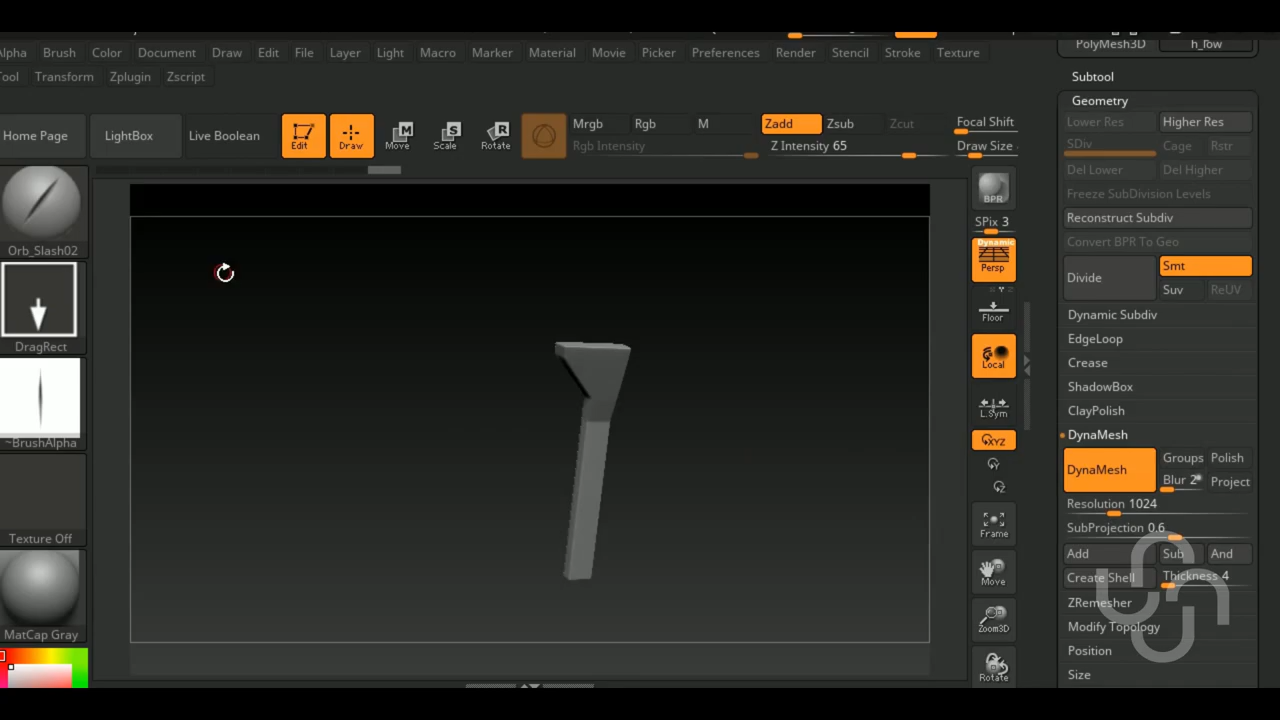 Alpha Brush Color Document Draw Edit File Layer Light Macro Marker Material Movie Picker Preferences Render Stencil Stroke Texture
Tool Transform Zplugin Zscript
Home Page
LightBox
Live Boolean
Edit
Draw
Move
Scale
Rotate
Mrgb Rgb M
Rgb Intensity
Zadd Zsub Zcut
Z Intensity 65
Focal Shift
Draw Size
Orb_Slash02
DragRect
~BrushAlpha
Texture Off
MatCap Gray
BPR
SPix 3
Dynamic
Persp
Floor
Local
L.Sym
XYZ
Frame
Move
Zoom3D
Rotate
PolyMesh3D h_low
Subtool
Geometry
Lower Res Higher Res
SDiv Cage Rstr
Del Lower Del Higher
Freeze SubDivision Levels
Reconstruct Subdiv
Convert BPR To Geo
Divide Smt
Suv ReUV
Dynamic Subdiv
EdgeLoop
Crease
ShadowBox
ClayPolish
DynaMesh
DynaMesh Groups Polish
Blur 2 Project
Resolution 1024
SubProjection 0.6
Add Sub And
Create Shell Thickness 4
ZRemesher
Modify Topology
Position
Size